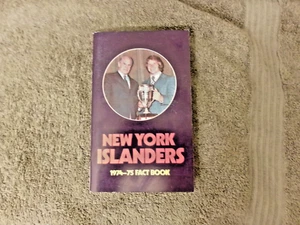 NEW YORK
ISLANDERS
1974-75 FACT BOOK